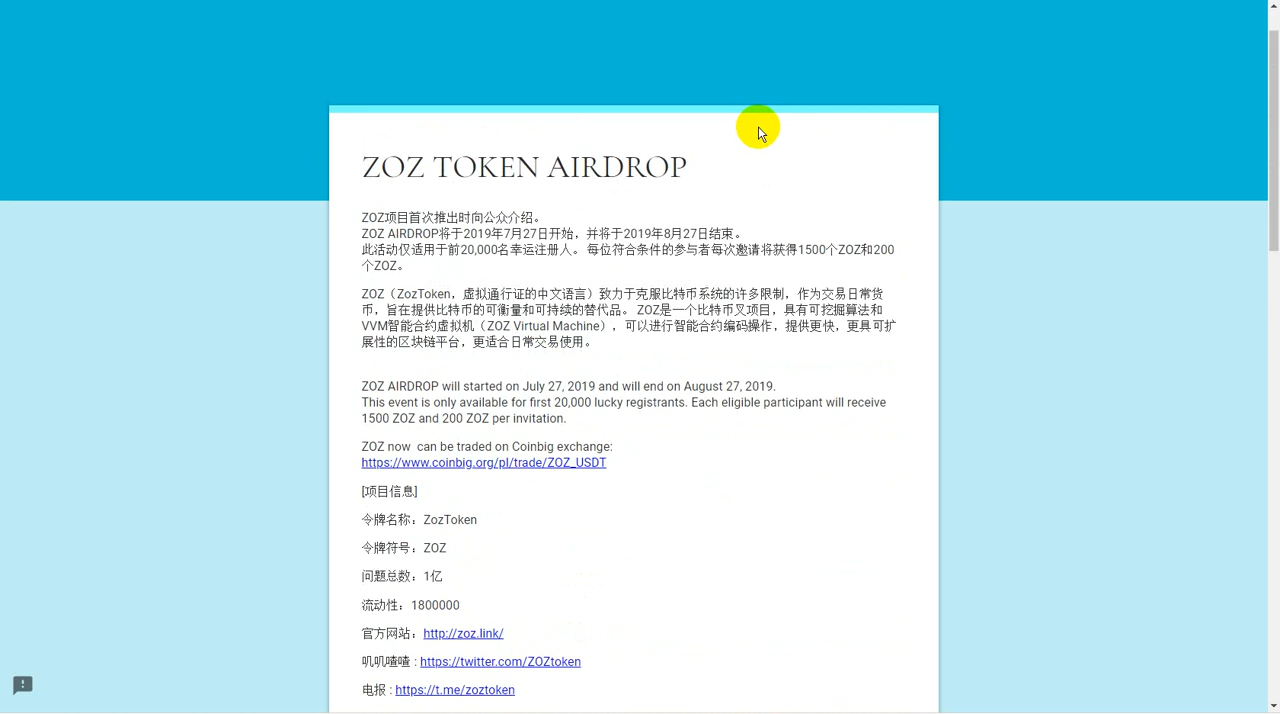 ZOZ TOKEN AIRDROP
ZOZ项目首次推出时向公众介绍。
ZOZ AIRDROP将于2019年7月27日开始，并将于2019年8月27日结束。
此活动仅适用于前20,000名幸运注册人。 每位符合条件的参与者每次邀请将获得1500个ZOZ和200
个ZOZ。
ZOZ（ZozToken，虚拟通行证的中文语言）致力于克服比特币系统的许多限制，作为交易日常货
币，旨在提供比特币的可衡量和可持续的替代品。 ZOZ是一个比特币叉项目，具有可挖掘算法和
VVM智能合约虚拟机（ZOZ Virtual Machine），可以进行智能合约编码操作，提供更快，更具可扩
展性的区块链平台，更适合日常交易使用。
ZOZ AIRDROP will started on July 27, 2019 and will end on August 27, 2019.
This event is only available for first 20,000 lucky registrants. Each eligible participant will receive
1500 ZOZ and 200 ZOZ per invitation.
ZOZ now  can be traded on Coinbig exchange:
https://www.coinbig.org/pl/trade/ZOZ_USDT
[项目信息]
令牌名称：ZozToken
令牌符号：ZOZ
问题总数：1亿
流动性：1800000
官方网站：http://zoz.link/
叽叽喳喳 : https://twitter.com/ZOZtoken
电报 : https://t.me/zoztoken